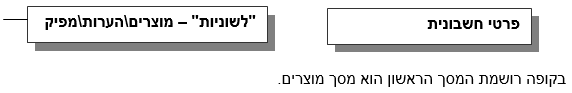 פרטי חשבונית
"לשוניות" – מוצרים\הערות\מפיק
בקופה רושמת המסך הראשון הוא מסך מוצרים.